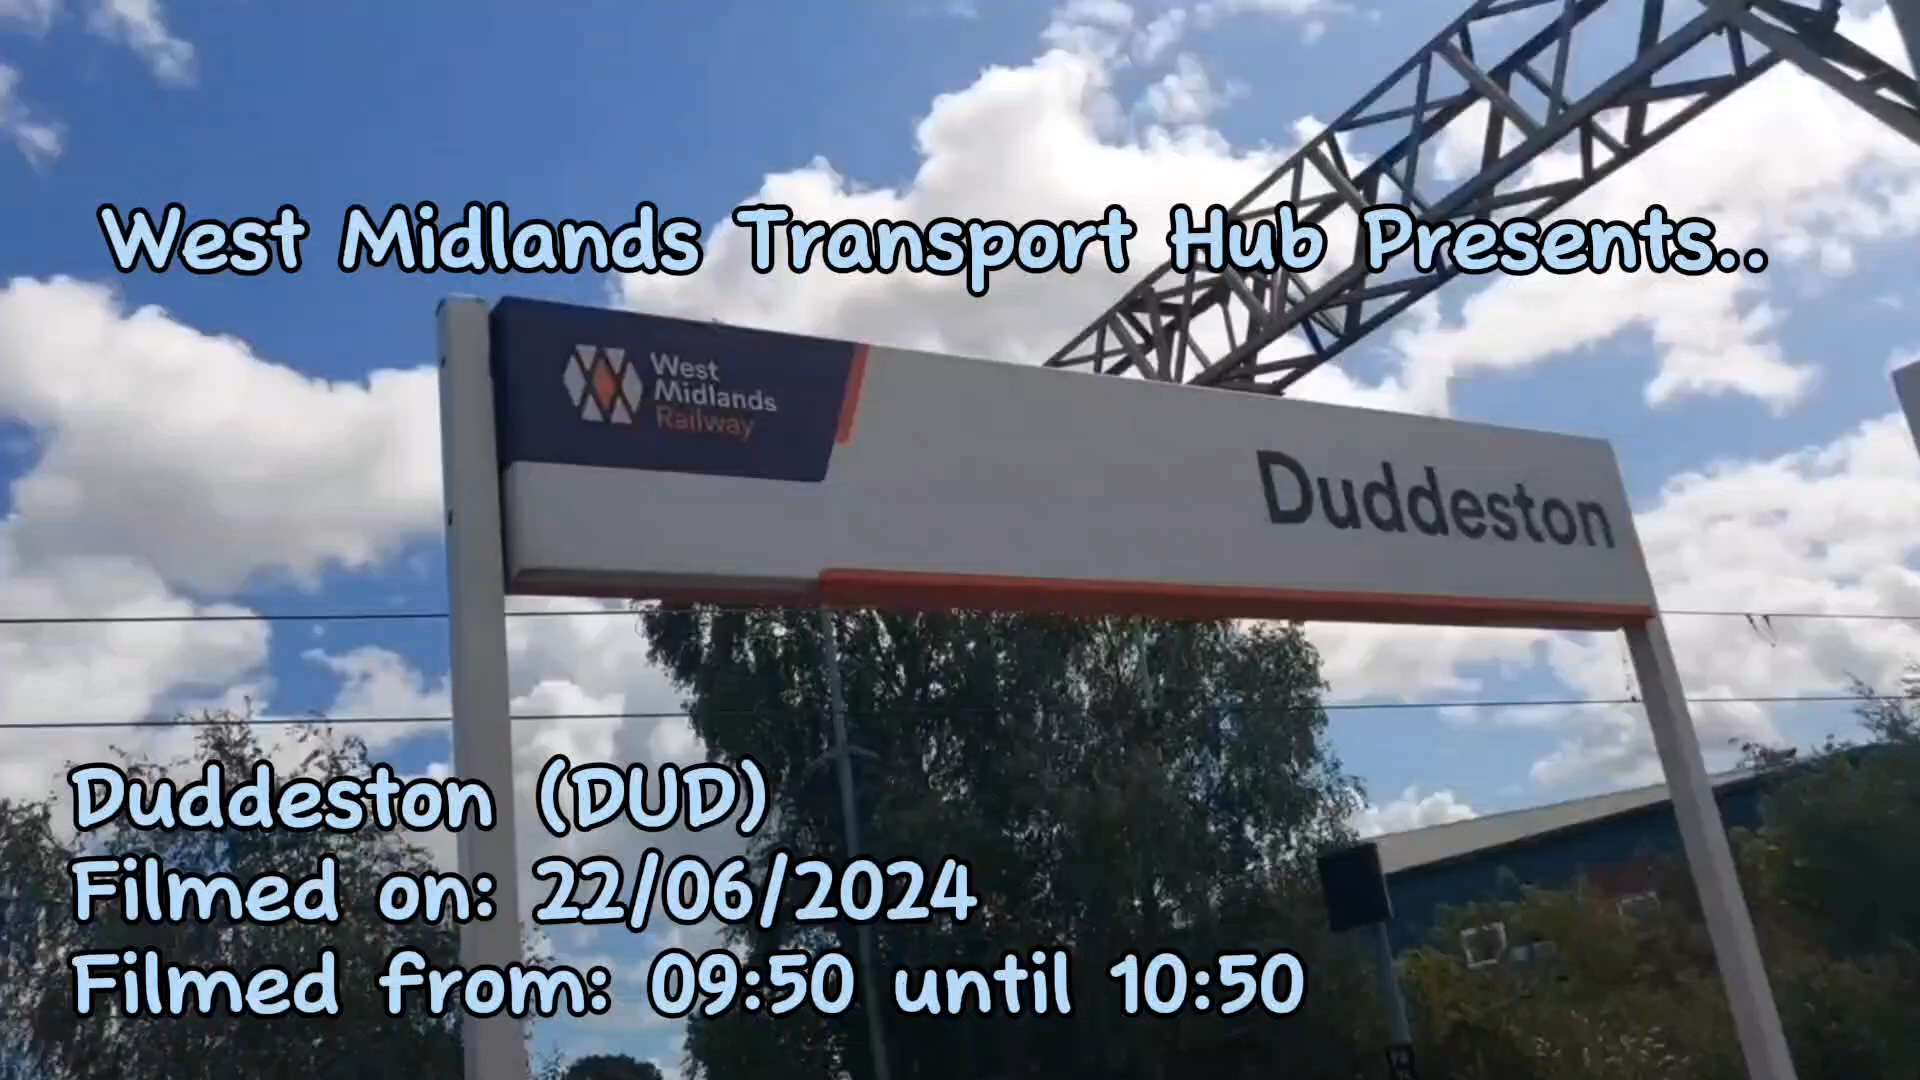 West Midlands Transport Hub Presents..
West
Midlands
Railway
Duddeston
Duddeston (DUD)
Filmed on: 22/06/2024
Filmed from: 09:50 until 10:50